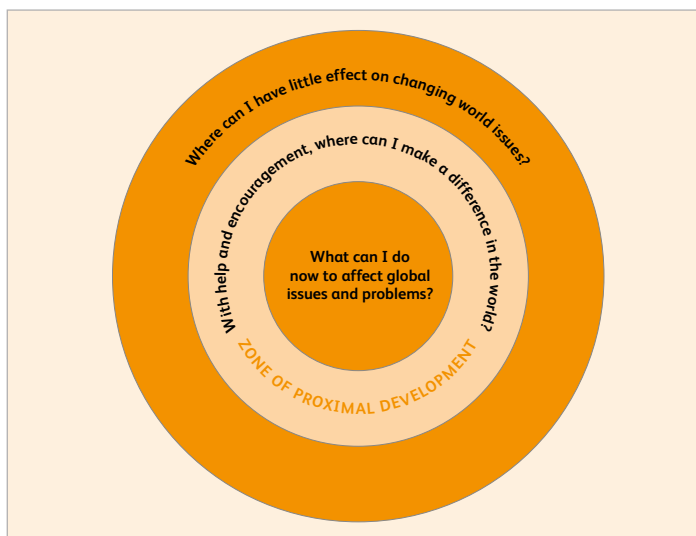 Where can I have little effect on changing world issues?
With help and encouragement, where can I make a difference in the world?
What can I do
now to affect global
issues and problems?
ZONE OF PROXIMAL DEVELOPMENT